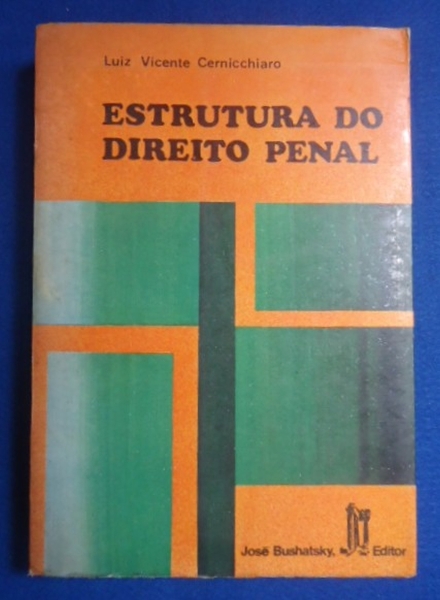 Luiz Vicente Cernicchiaro
ESTRUTURA DO
DIREITO PENAL
José Bushatsky, Editor